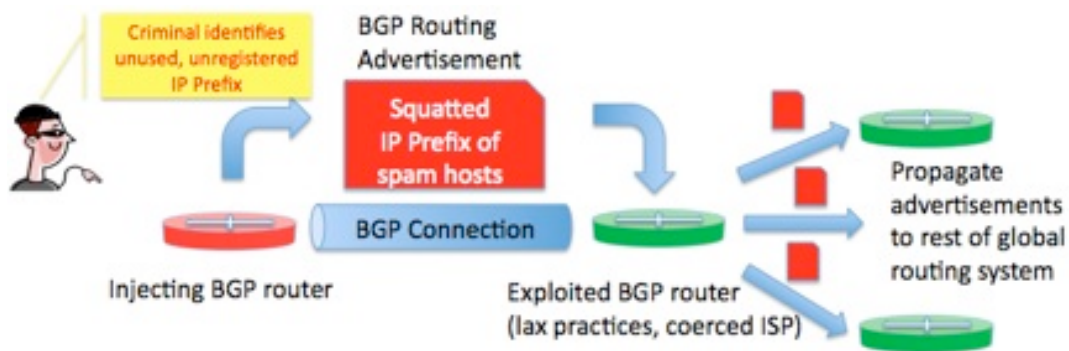 Criminal identifies
unused, unregistered
IP Prefix
BGP Routing
Advertisement
Squatted
IP Prefix of
spam hosts
BGP Connection
Injecting BGP router
Exploited BGP router
(lax practices, coerced ISP)
Propagate
advertisements
to rest of global
routing system